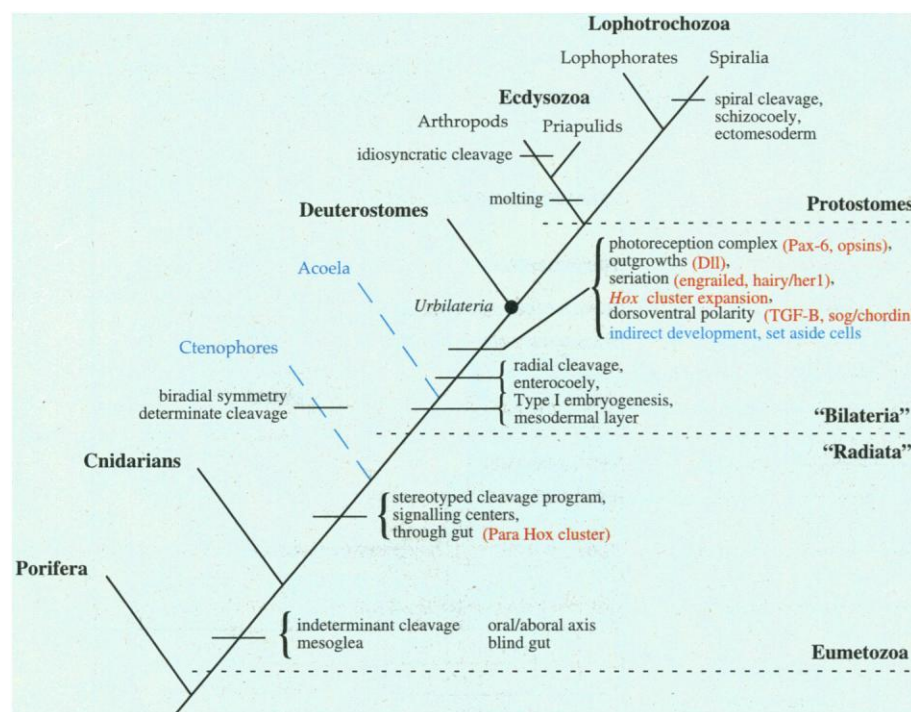 Lophotrochozoa
Lophophorates
Spiralia
spiral cleavage,
schizocoely,
ectomesoderm
Ecdysozoa
Arthropods
Priapulids
idiosyncratic cleavage
molting
Protostomes
Deuterostomes
photoreception complex (Pax-6, opsins),
outgrowths (Dll),
seriation (engrailed, hairy/her1),
Hox cluster expansion,
dorsoventral polarity (TGF-B, sog/chordin
indirect development, set aside cells
Acoela
Urbilateria
Ctenophores
radial cleavage,
enterocoely,
Type I embryogenesis,
mesodermal layer
biradial symmetry
determinate cleavage
"Bilateria"
"Radiata"
Cnidarians
stereotyped cleavage program,
signalling centers,
through gut (Para Hox cluster)
Porifera
indeterminant cleavage
mesoglea
oral/aboral axis
blind gut
Eumetozoa